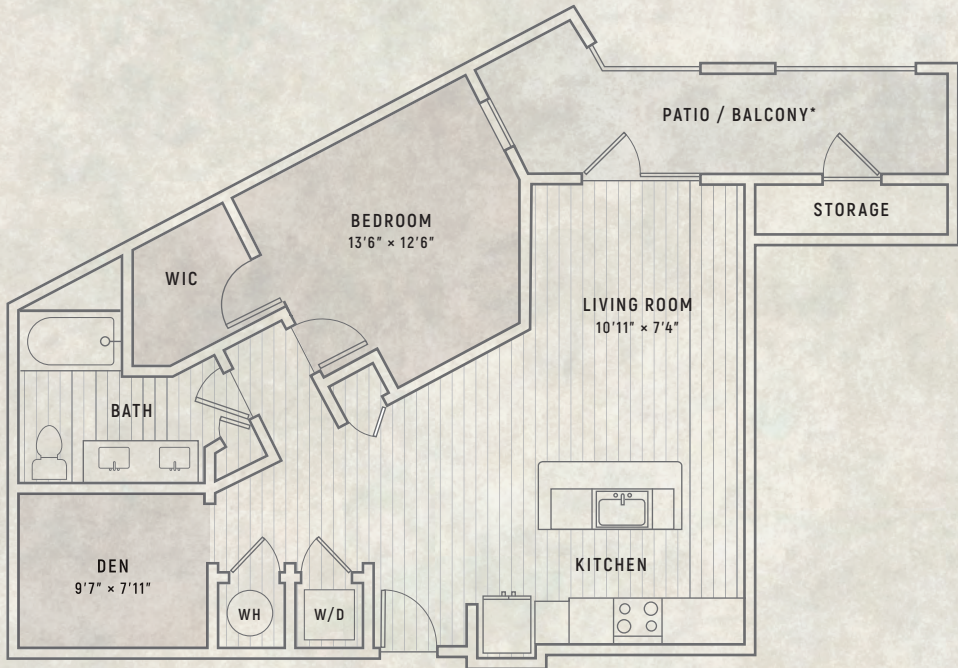 PATIO / BALCONY*
STORAGE
BEDROOM
13'6" × 12'6"
WIC
LIVING ROOM
10'11" × 7'4"
BATH
KITCHEN
DEN
9'7" × 7'11"
WH
W/D